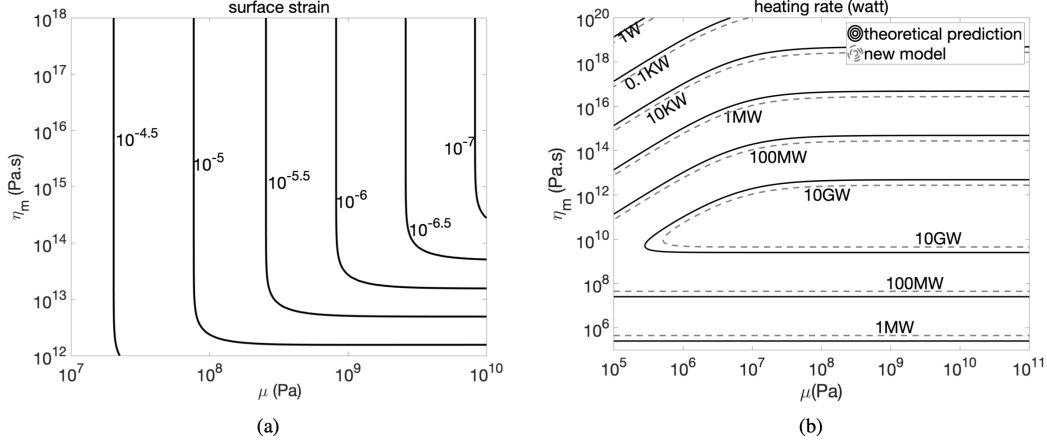 surface strain
10^18
10^17
10^16
10^15
10^14
10^13
10^12
η_m (Pa.s)
10^-4.5
10^-5
10^-5.5
10^-6
10^-6.5
10^-7
10^7
10^8
10^9
10^10
μ (Pa)
(a)
heating rate (watt)
theoretical prediction
new model
10^20
10^18
10^16
10^14
10^12
10^10
10^8
10^6
η_m (Pa.s)
1W
0.1KW
10KW
1MW
100MW
10GW
10GW
100MW
1MW
10^5
10^6
10^7
10^8
10^9
10^10
10^11
μ(Pa)
(b)